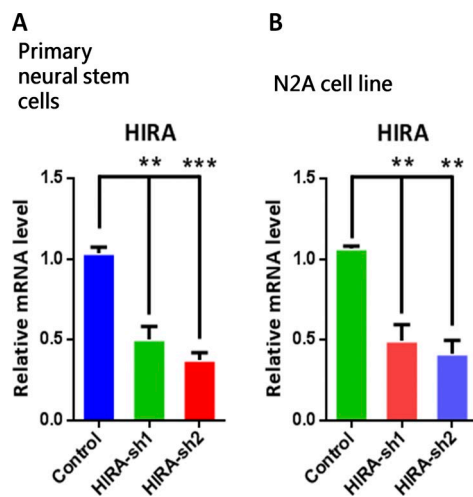 A
Primary
neural stem
cells
HIRA
** ***
Relative mRNA level
1.5
1.0
0.5
0.0
Control
HIRA-sh1
HIRA-sh2
B
N2A cell line
HIRA
** **
Relative mRNA level
1.5
1.0
0.5
0.0
Control
HIRA-sh1
HIRA-sh2